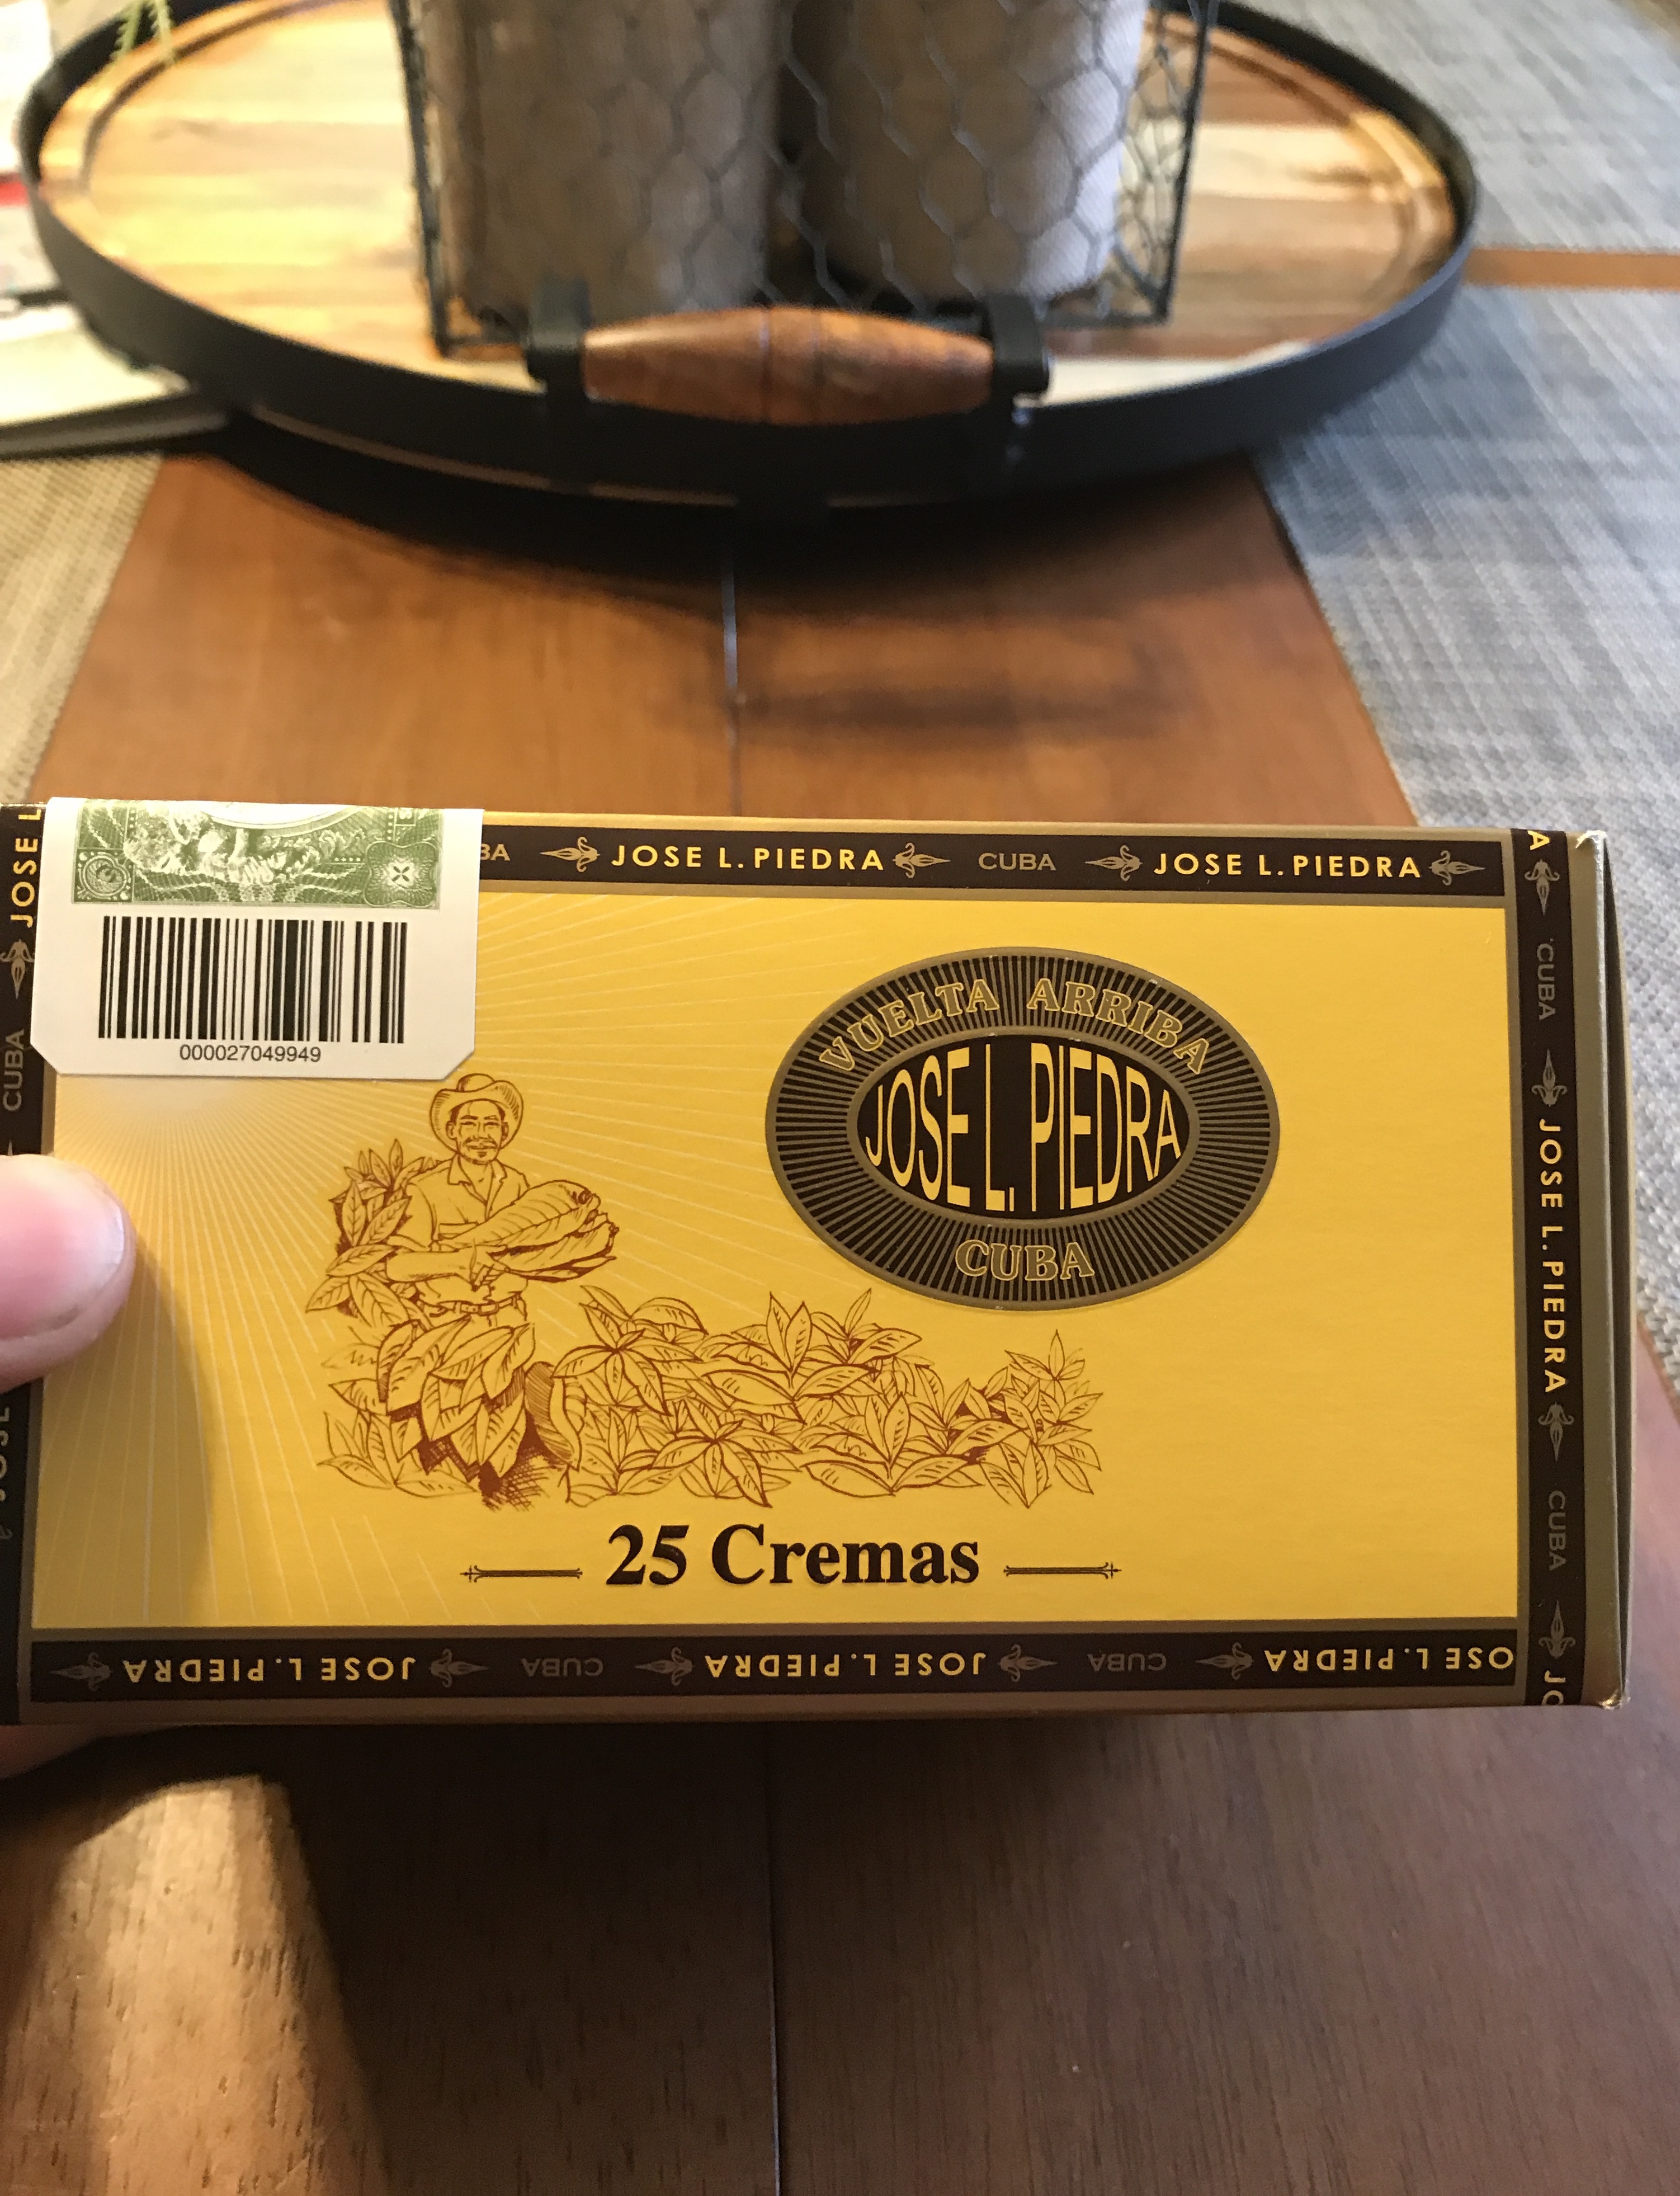 JOSE L. PIEDRA CUBA JOSE L. PIEDRA
000027049949
VUELTA ARRIBA
JOSE L. PIEDRA
CUBA
25 Cremas
JOSE L. PIEDRA CUBA JOSE L. PIEDRA CUBA JOSE L. PIEDRA
CUBA JOSE L. PIEDRA CUBA
JOSE L.
CUBA